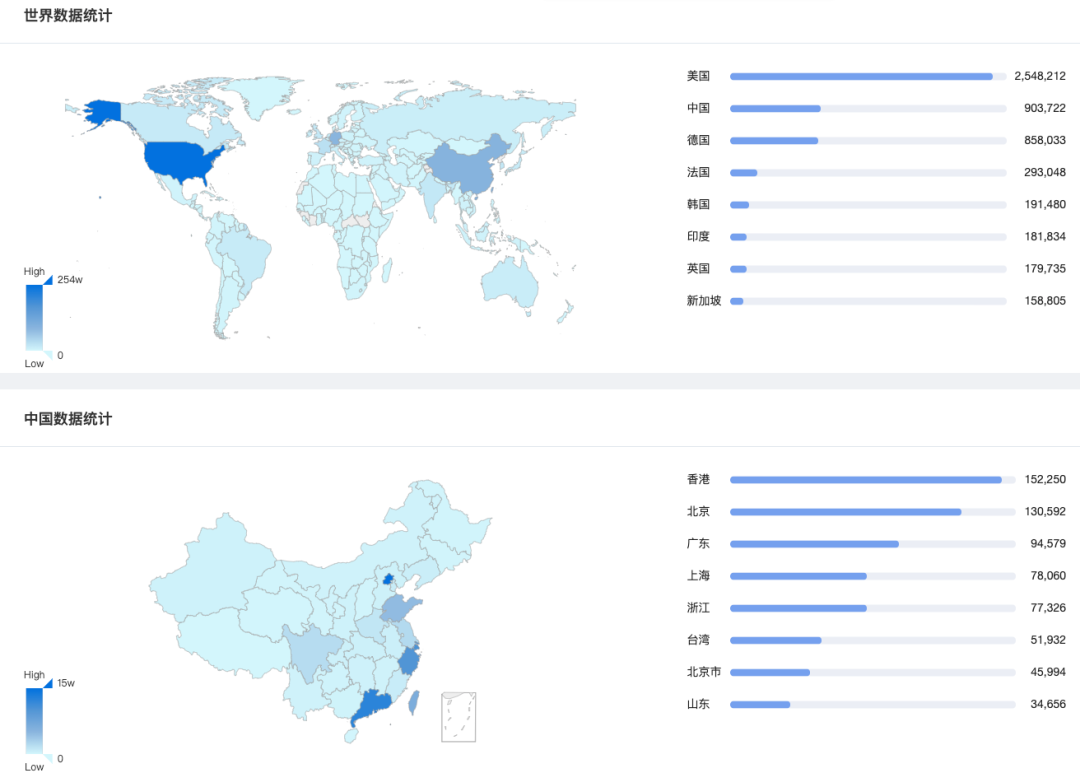 世界数据统计
美国 2,548,212
中国 903,722
德国 858,033
法国 293,048
韩国 191,480
印度 181,834
英国 179,735
新加坡 158,805
High
254w
0
Low
中国数据统计
香港 152,250
北京 130,592
广东 94,579
上海 78,060
浙江 77,326
台湾 51,932
北京市 45,994
山东 34,656
High
15w
0
Low